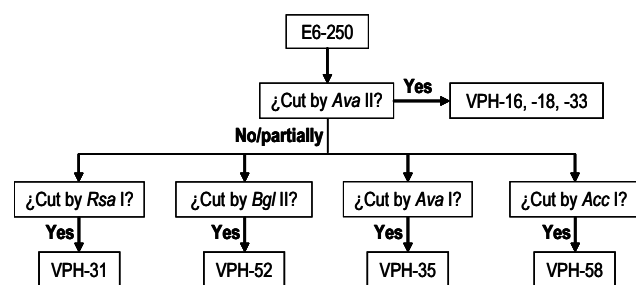 E6-250
¿Cut by Ava II?
Yes
VPH-16, -18, -33
No/partially
¿Cut by Rsa I?
¿Cut by Bgl II?
¿Cut by Ava I?
¿Cut by Acc I?
Yes
Yes
Yes
Yes
VPH-31
VPH-52
VPH-35
VPH-58